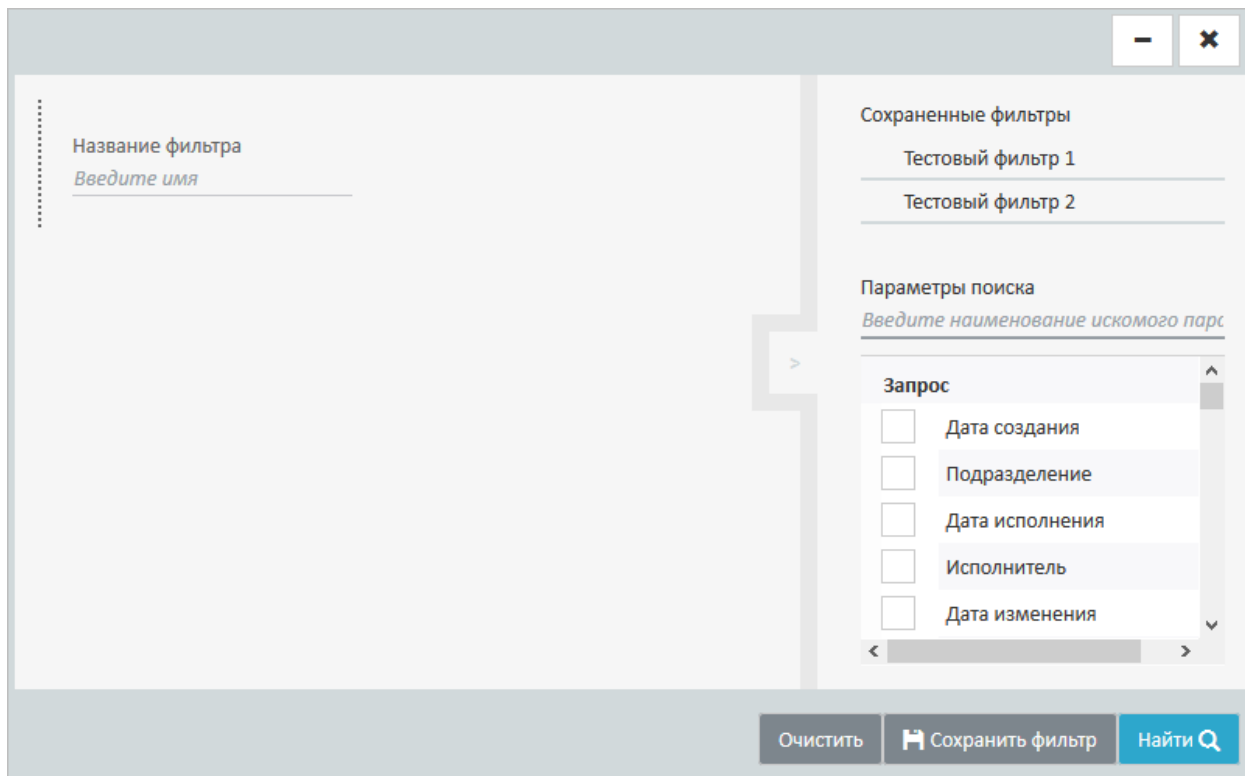 Название фильтра
Введите имя
>
Сохраненные фильтры
Тестовый фильтр 1
Тестовый фильтр 2
Параметры поиска
Введите наименование искомого
Запрос
Дата создания
Подразделение
Дата исполнения
Исполнитель
Дата изменения
Очистить
Сохранить фильтр
Найти